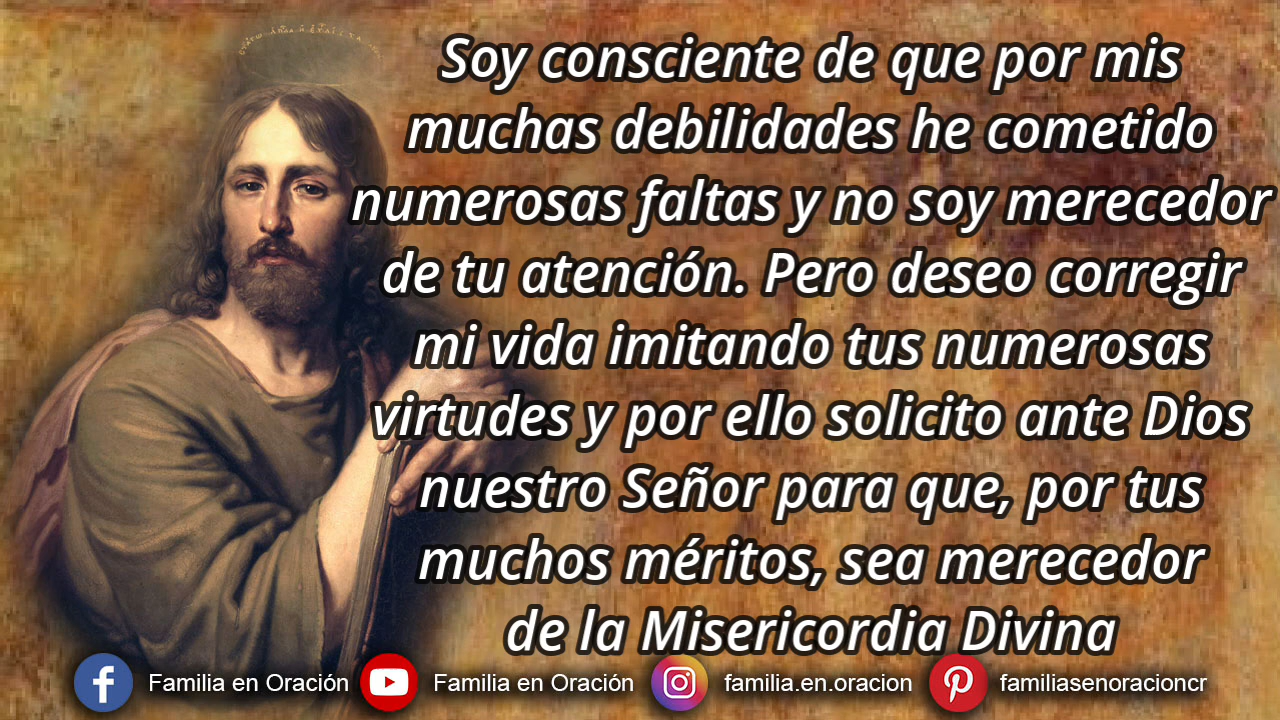 Soy consciente de que por mis
muchas debilidades he cometido
numerosas faltas y no soy merecedor
de tu atención. Pero deseo corregir
mi vida imitando tus numerosas
virtudes y por ello solicito ante Dios
nuestro Señor para que, por tus
muchos méritos, sea merecedor
de la Misericordia Divina
Familia en Oración Familia en Oración familia.en.oracion familiasenoracioncr